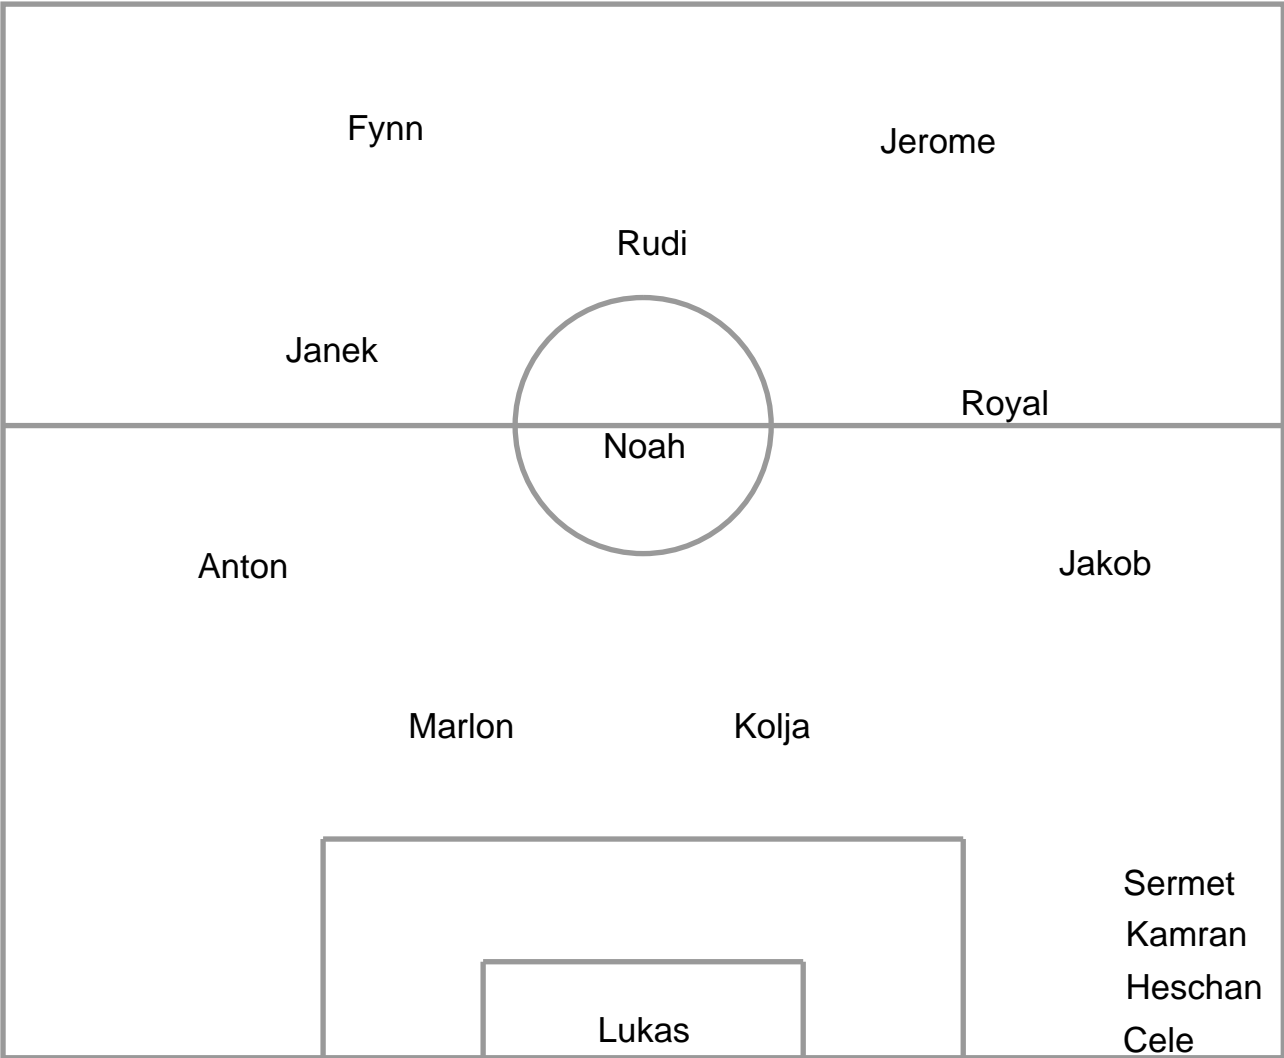 Fynn
Jerome
Rudi
Janek
Royal
Noah
Anton
Jakob
Marlon
Kolja
Sermet
Kamran
Heschan
Lukas
Cele